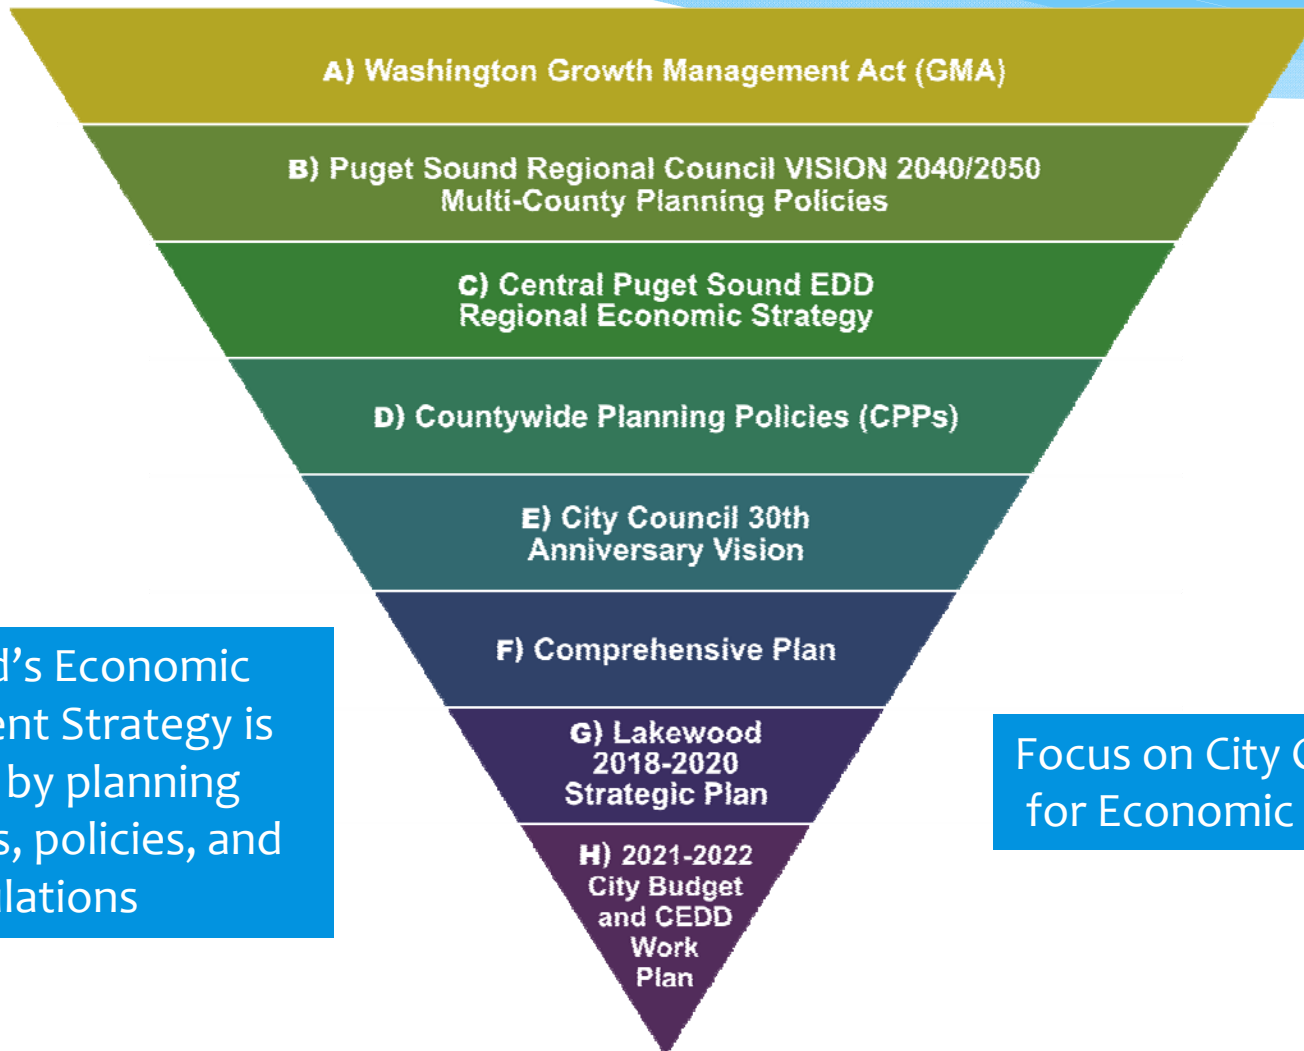 A) Washington Growth Management Act (GMA)
B) Puget Sound Regional Council VISION 2040/2050
Multi-County Planning Policies
C) Central Puget Sound EDD
Regional Economic Strategy
D) Countywide Planning Policies (CPPs)
E) City Council 30th
Anniversary Vision
F) Comprehensive Plan
G) Lakewood
2018-2020
Strategic Plan
H) 2021-2022
City Budget
and CEDD
Work
Plan
d’s Economic
ent Strategy is
by planning
s, policies, and
ulations
Focus on City
for Economic